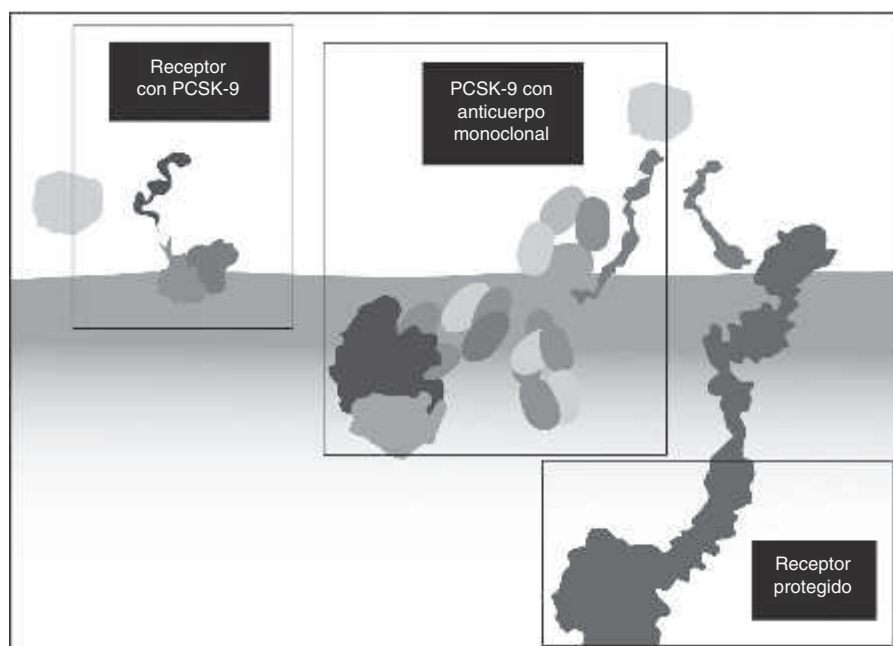 Receptor
con PCSK-9
PCSK-9 con
anticuerpo
monoclonal
Receptor
protegido